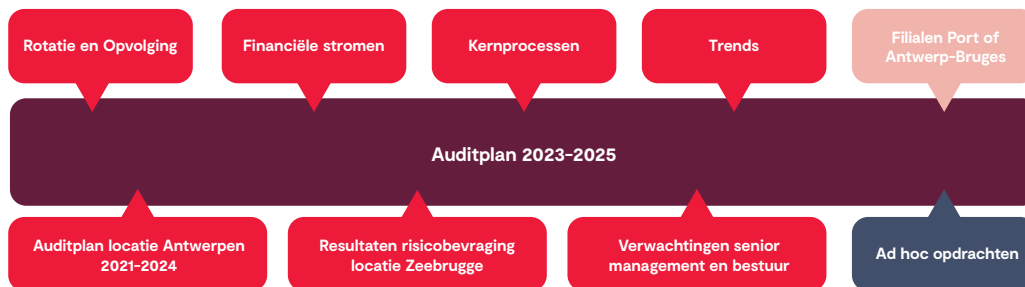 Rotatie en Opvolging
Financiële stromen
Kernprocessen
Trends
Filialen Port of
Antwerp-Bruges
Auditplan 2023-2025
Auditplan locatie Antwerpen
2021-2024
Resultaten risicobevraging
locatie Zeebrugge
Verwachtingen senior
management en bestuur
Ad hoc opdrachten